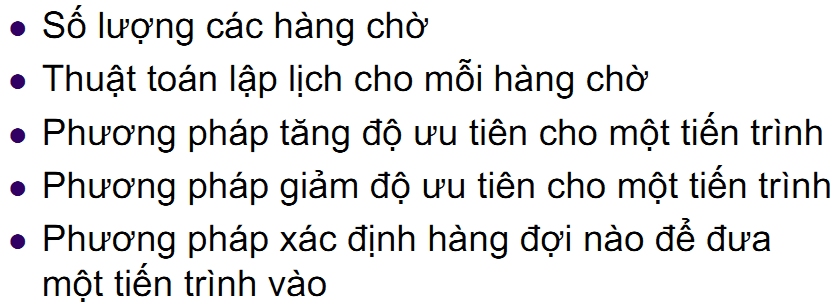 ● Số lượng các hàng chờ
● Thuật toán lập lịch cho mỗi hàng chờ
● Phương pháp tăng độ ưu tiên cho một tiến trình
● Phương pháp giảm độ ưu tiên cho một tiến trình
● Phương pháp xác định hàng đợi nào để đưa
một tiến trình vào